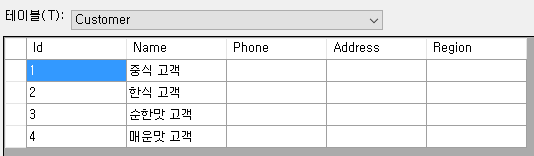 테이블(T): Customer
Id Name Phone Address Region
1 중식 고객
2 한식 고객
3 순한맛 고객
4 매운맛 고객